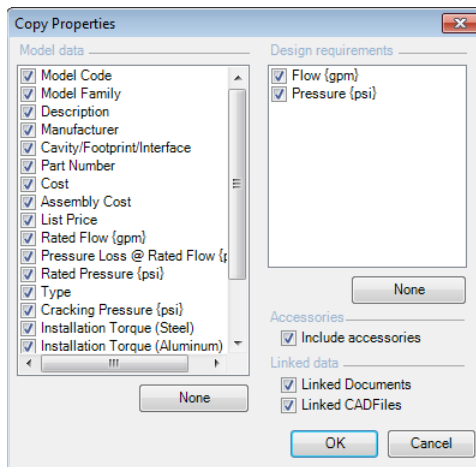 Copy Properties
Model data
Model Code
Model Family
Description
Manufacturer
Cavity/Footprint/Interface
Part Number
Cost
Assembly Cost
List Price
Rated Flow {gpm}
Pressure Loss @ Rated Flow {
Rated Pressure {psi}
Type
Cracking Pressure {psi}
Installation Torque (Steel)
Installation Torque (Aluminum)
None
Design requirements
Flow {gpm}
Pressure {psi}
None
Accessories
Include accessories
Linked data
Linked Documents
Linked CADFiles
OK
Cancel